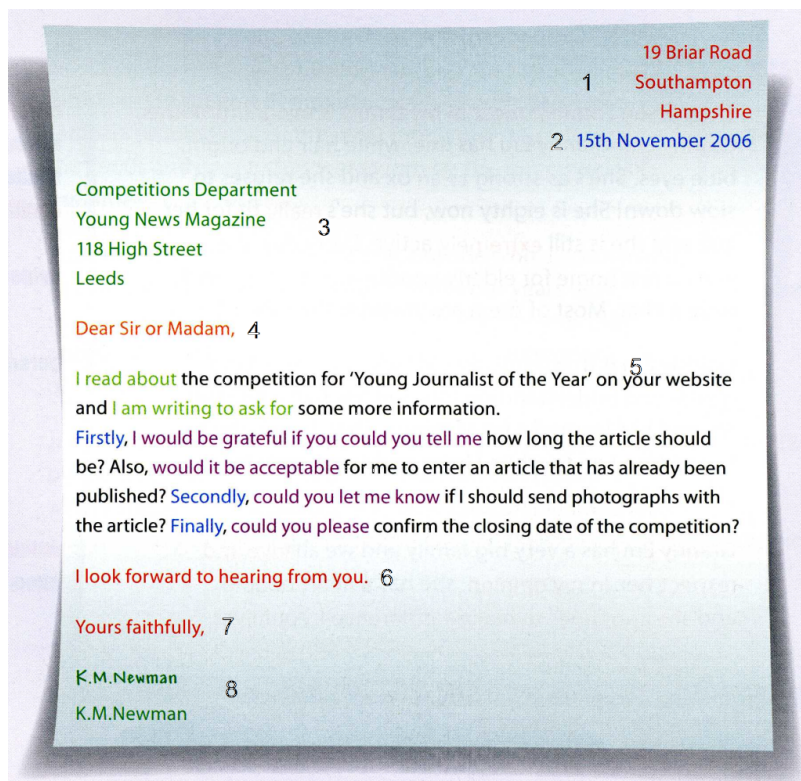 19 Briar Road
1 Southampton
Hampshire
2 15th November 2006
Competitions Department
Young News Magazine
3
118 High Street
Leeds
Dear Sir or Madam, 4
5
I read about the competition for ‘Young Journalist of the Year’ on your website
and I am writing to ask for some more information.
Firstly, I would be grateful if you could you tell me how long the article should
be? Also, would it be acceptable for me to enter an article that has already been
published? Secondly, could you let me know if I should send photographs with
the article? Finally, could you please confirm the closing date of the competition?
I look forward to hearing from you. 6
Yours faithfully, 7
K.M.Newman
8
K.M.Newman